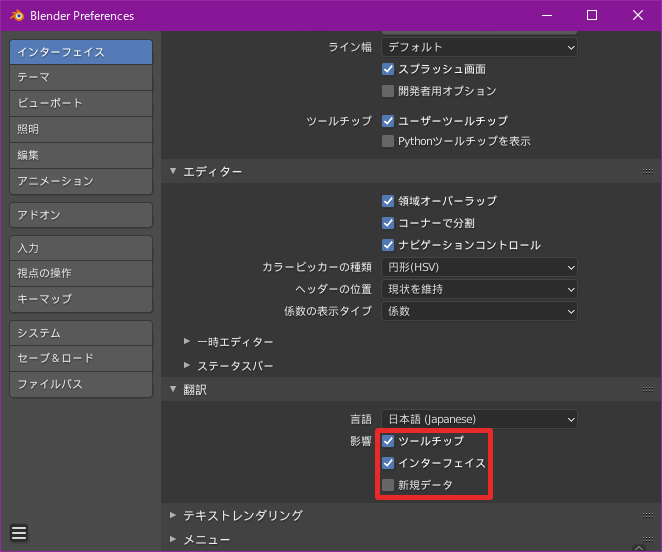 Blender Preferences
インターフェイス
テーマ
ビューポート
照明
編集
アニメーション
アドオン
入力
視点の操作
キーマップ
システム
セーブ＆ロード
ファイルパス
ライン幅 デフォルト
スプラッシュ画面
開発者用オプション
ツールチップ ユーザーツールチップ
Pythonツールチップを表示
エディター
領域オーバーラップ
コーナーで分割
ナビゲーションコントロール
カラーピッカーの種類 円形(HSV)
ヘッダーの位置 現状を維持
係数の表示タイプ 係数
一時エディター
ステータスバー
翻訳
言語 日本語 (Japanese)
影響 ツールチップ
インターフェイス
新規データ
テキストレンダリング
メニュー